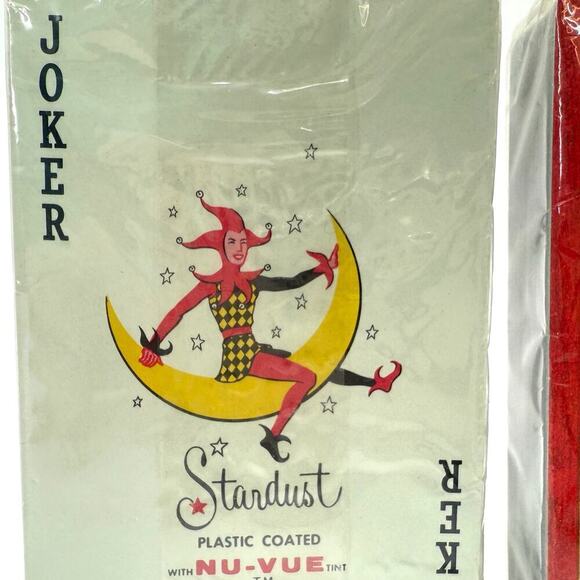 JOKER
Stardust
PLASTIC COATED
WITH NU-VUE TINT
T.M.
KER